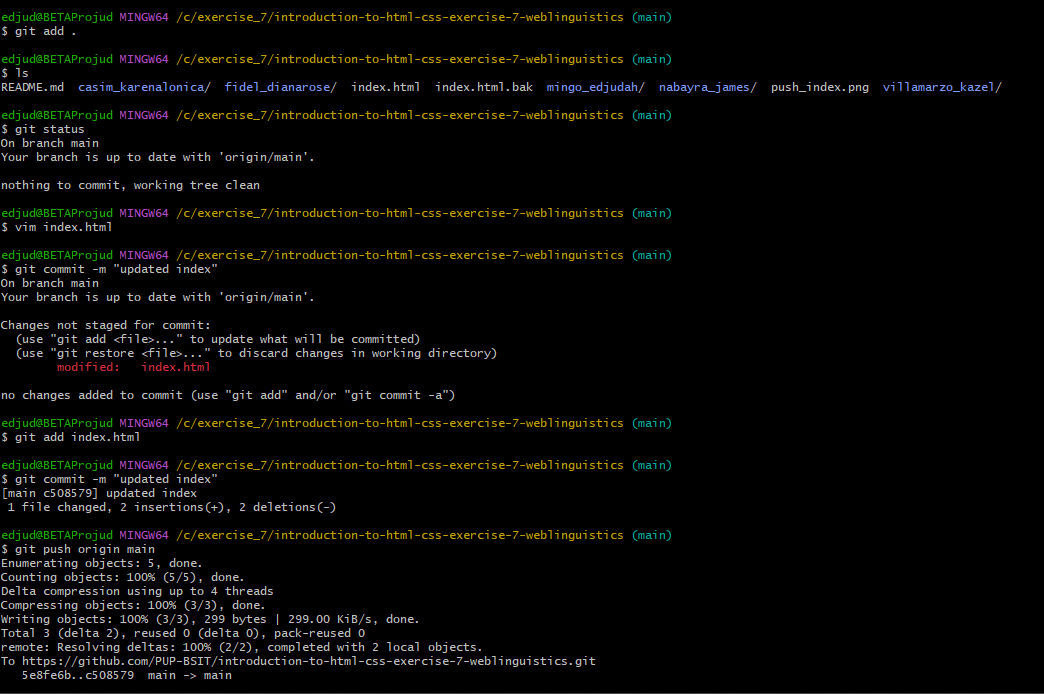 edjud@BETAProjud MINGW64 /c/exercise_7/introduction-to-html-css-exercise-7-weblinguistics (main)
$ git add .
edjud@BETAProjud MINGW64 /c/exercise_7/introduction-to-html-css-exercise-7-weblinguistics (main)
$ ls
README.md  casim_karenalonica/  fidel_dianarose/  index.html  index.html.bak  mingo_edjudah/  nabayra_james/  push_index.png  villamarzo_kazel/
edjud@BETAProjud MINGW64 /c/exercise_7/introduction-to-html-css-exercise-7-weblinguistics (main)
$ git status
On branch main
Your branch is up to date with 'origin/main'.
nothing to commit, working tree clean
edjud@BETAProjud MINGW64 /c/exercise_7/introduction-to-html-css-exercise-7-weblinguistics (main)
$ vim index.html
edjud@BETAProjud MINGW64 /c/exercise_7/introduction-to-html-css-exercise-7-weblinguistics (main)
$ git commit -m "updated index"
On branch main
Your branch is up to date with 'origin/main'.
Changes not staged for commit:
  (use "git add <file>..." to update what will be committed)
  (use "git restore <file>..." to discard changes in working directory)
        modified:   index.html
no changes added to commit (use "git add" and/or "git commit -a")
edjud@BETAProjud MINGW64 /c/exercise_7/introduction-to-html-css-exercise-7-weblinguistics (main)
$ git add index.html
edjud@BETAProjud MINGW64 /c/exercise_7/introduction-to-html-css-exercise-7-weblinguistics (main)
$ git commit -m "updated index"
[main c508579] updated index
 1 file changed, 2 insertions(+), 2 deletions(-)
edjud@BETAProjud MINGW64 /c/exercise_7/introduction-to-html-css-exercise-7-weblinguistics (main)
$ git push origin main
Enumerating objects: 5, done.
Counting objects: 100% (5/5), done.
Delta compression using up to 4 threads
Compressing objects: 100% (3/3), done.
Writing objects: 100% (3/3), 299 bytes | 299.00 KiB/s, done.
Total 3 (delta 2), reused 0 (delta 0), pack-reused 0
remote: Resolving deltas: 100% (2/2), completed with 2 local objects.
To https://github.com/PUP-BSIT/introduction-to-html-css-exercise-7-weblinguistics.git
   5e8fe6b..c508579  main -> main